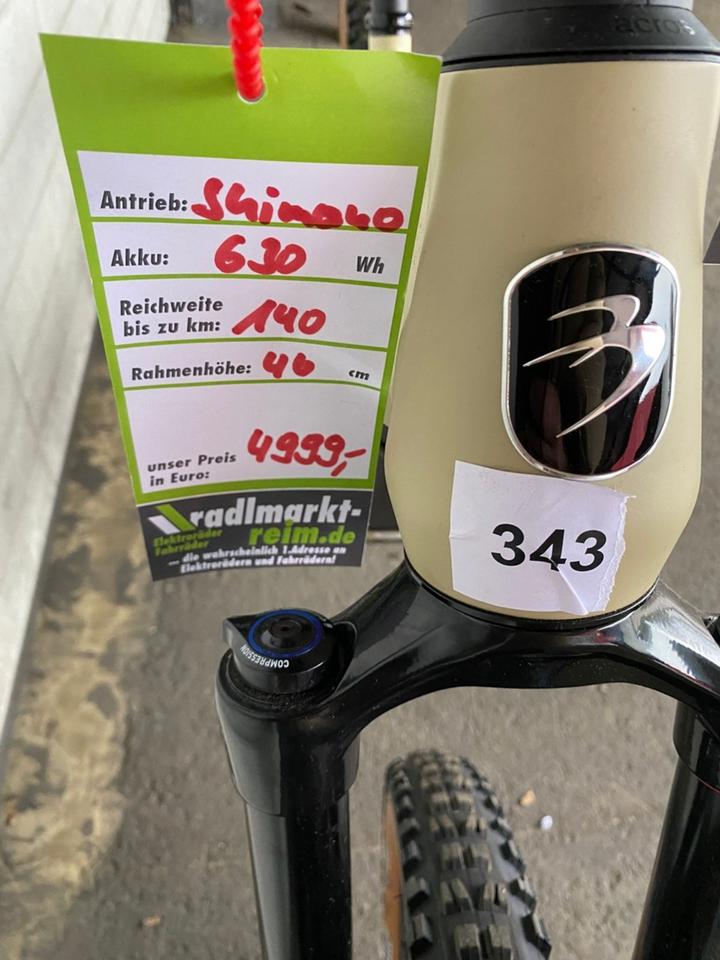 acros
Antrieb: Shimano
Akku: 630 Wh
Reichweite
bis zu km: 140
Rahmenhöhe: 46 cm
unser Preis
in Euro: 4999,-
radlmarkt-
reim.de
Elektroräder
Fahrräder
... die wahrscheinlich 1.Adresse an
Elektrorädern und Fahrrädern!
343
COMPRESSION